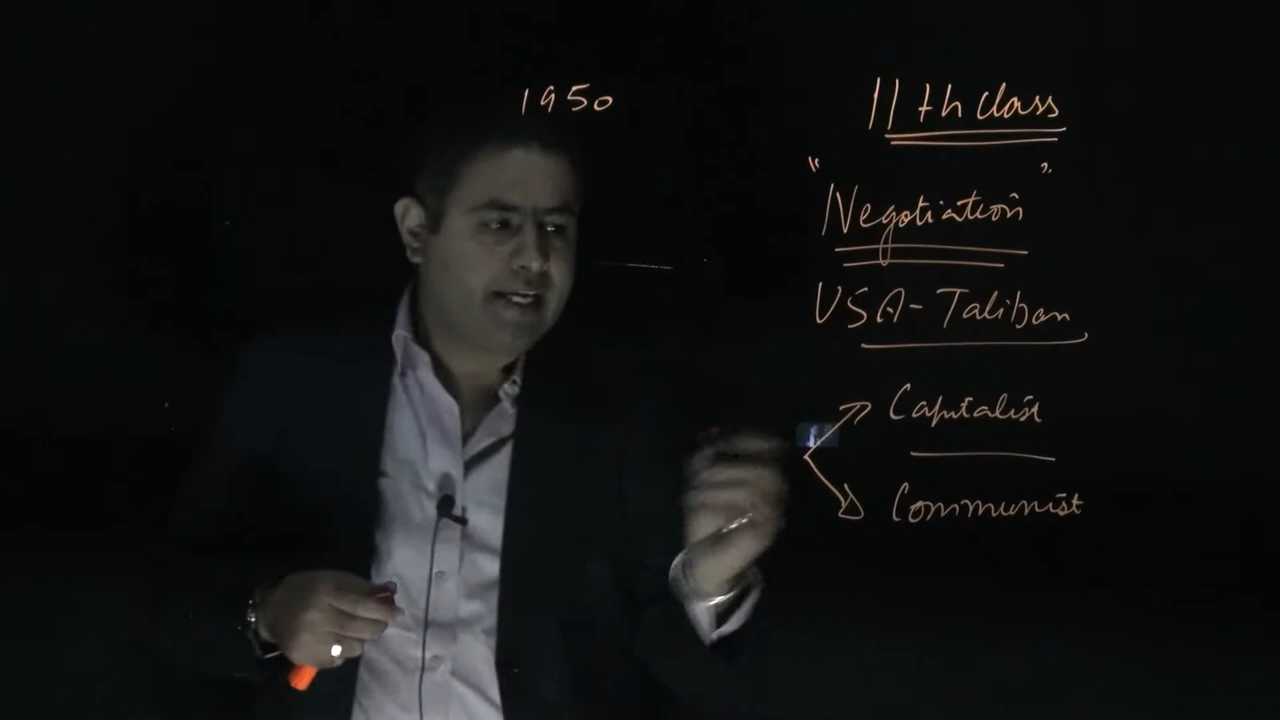 1950
11th class
"Negotiation"
USA-Taliban
Capitalist
Communist